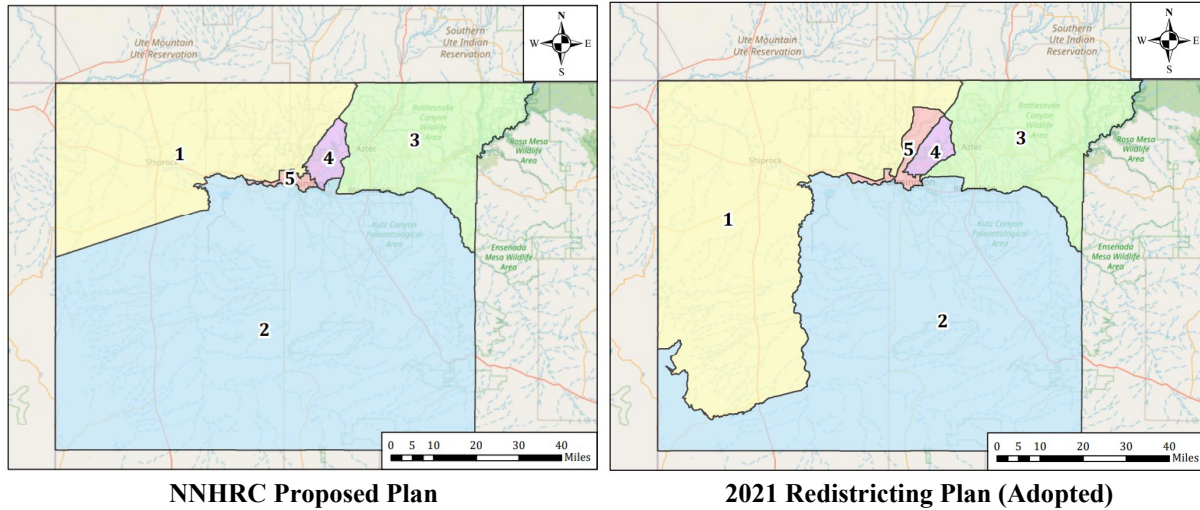 Ute Mountain
Ute Reservation
Southern
Ute Indian
Reservation
N
W E
S
Rattlesnake
Canyon
Wildlife
Area
3
1
Shiprock
4
Aztec
5
Rosa Mesa
Wildlife
Area
Kutz Canyon
Paleontological
Area
Ensenada
Mesa Wildlife
Area
2
0 5 10 20 30 40
Miles
NNHRC Proposed Plan
Ute Mountain
Ute Reservation
Southern
Ute Indian
Reservation
N
W E
S
Rattlesnake
Canyon
Wildlife
Area
3
5
4
Aztec
Shiprock
Rosa Mesa
Wildlife
Area
1
Kutz Canyon
Paleontological
Area
Ensenada
Mesa Wildlife
Area
2
0 5 10 20 30 40
Miles
2021 Redistricting Plan (Adopted)